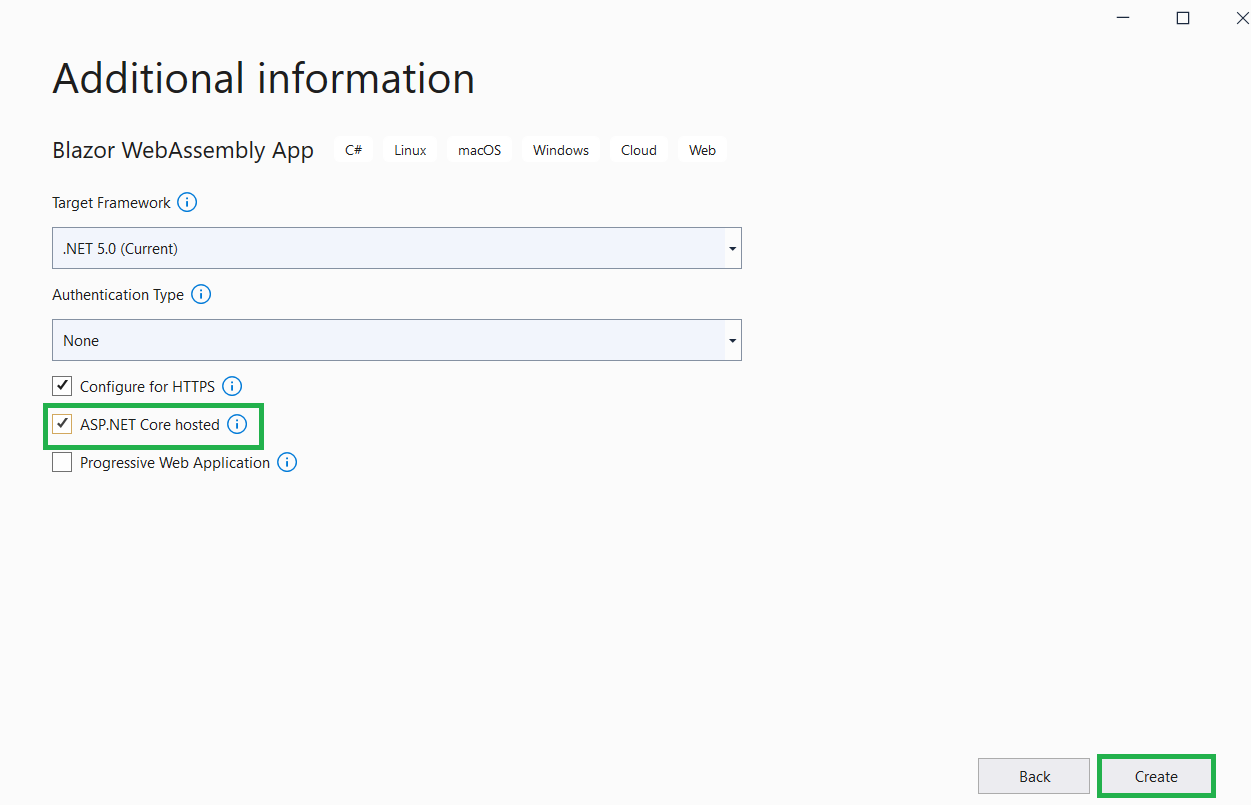 Additional information
Blazor WebAssembly App C# Linux macOS Windows Cloud Web
Target Framework
.NET 5.0 (Current)
Authentication Type
None
Configure for HTTPS
ASP.NET Core hosted
Progressive Web Application
Back Create